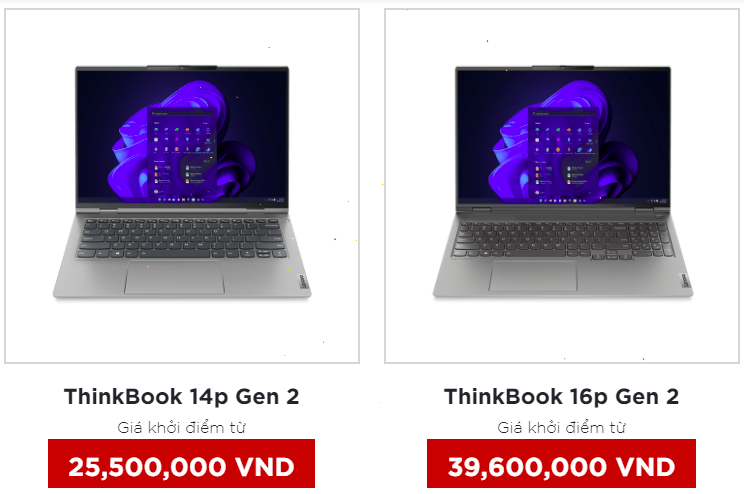 ThinkBook 14p Gen 2
Giá khởi điểm từ
25,500,000 VND
ThinkBook 16p Gen 2
Giá khởi điểm từ
39,600,000 VND